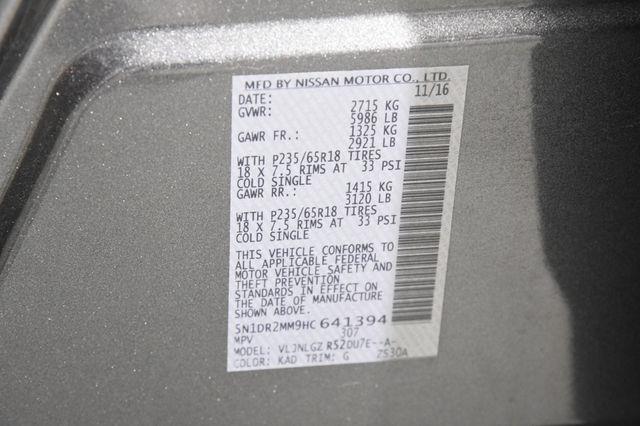 MFD BY NISSAN MOTOR CO., LTD.
DATE: 11/16
GVWR: 2715 KG
5986 LB
GAWR FR.: 1325 KG
2921 LB
WITH P235/65R18 TIRES
18 X 7.5 RIMS AT 33 PSI
COLD SINGLE
GAWR RR.: 1415 KG
3120 LB
WITH P235/65R18 TIRES
18 X 7.5 RIMS AT 33 PSI
COLD SINGLE
THIS VEHICLE CONFORMS TO
ALL APPLICABLE FEDERAL
MOTOR VEHICLE SAFETY AND
THEFT PREVENTION
STANDARDS IN EFFECT ON
THE DATE OF MANUFACTURE
SHOWN ABOVE.
5N1DR2MM9HC641394
MPV 307
MODEL: VLJNLGZ R52DU7E--A-
COLOR: KAD TRIM: G ZS30A